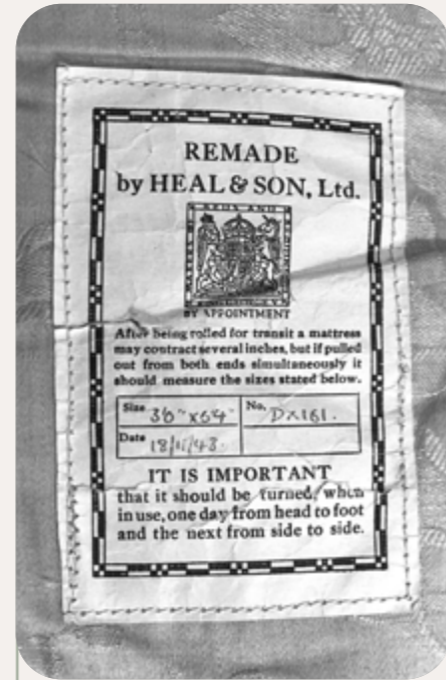 REMADE
by HEAL & SON, Ltd.
BY APPOINTMENT
After being rolled for transit a mattress
may contract several inches, but if pulled
out from both ends simultaneously it
should measure the sizes stated below.
Size 36" x 64" No. DX161.
Date 18/11/43.
IT IS IMPORTANT
that it should be turned, when
in use, one day from head to foot
and the next from side to side.